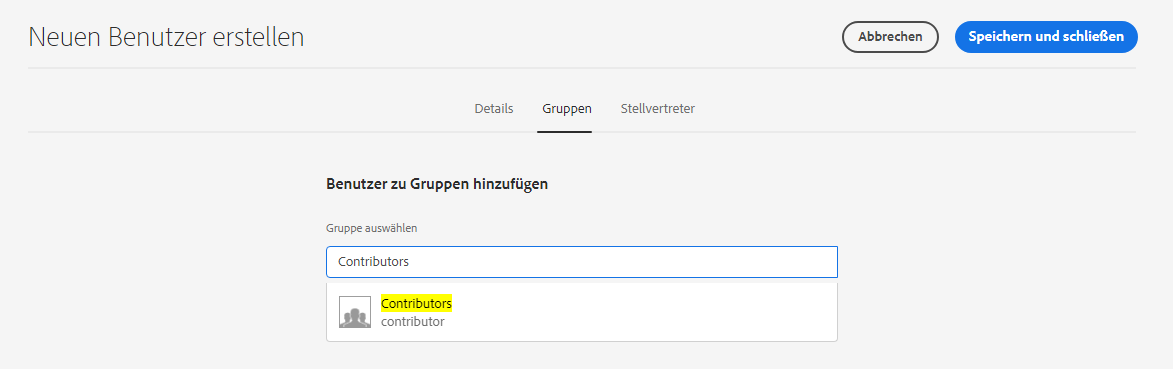 Neuen Benutzer erstellen
Abbrechen
Speichern und schließen
Details
Gruppen
Stellvertreter
Benutzer zu Gruppen hinzufügen
Gruppe auswählen
Contributors
Contributors
contributor